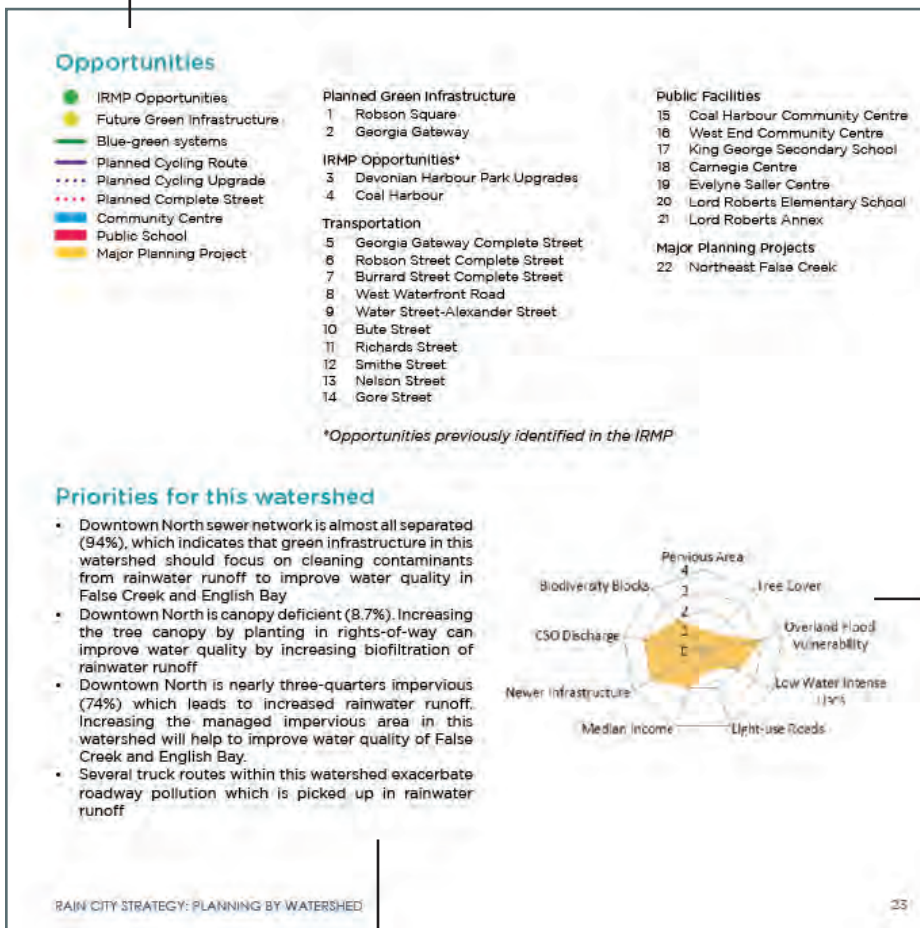 Opportunities
IRMP Opportunities
Future Green Infrastructure
Blue-green systems
Planned Cycling Route
Planned Cycling Upgrade
Planned Complete Street
Community Centre
Public School
Major Planning Project
Planned Green Infrastructure
1 Robson Square
2 Georgia Gateway
IRMP Opportunities*
3 Devonian Harbour Park Upgrades
4 Coal Harbour
Transportation
5 Georgia Gateway Complete Street
6 Robson Street Complete Street
7 Burrard Street Complete Street
8 West Waterfront Road
9 Water Street-Alexander Street
10 Bute Street
11 Richards Street
12 Smithe Street
13 Nelson Street
14 Gore Street
*Opportunities previously identified in the IRMP
Public Facilities
15 Coal Harbour Community Centre
16 West End Community Centre
17 King George Secondary School
18 Carnegie Centre
19 Evelyne Saller Centre
20 Lord Roberts Elementary School
21 Lord Roberts Annex
Major Planning Projects
22 Northeast False Creek
Priorities for this watershed
• Downtown North sewer network is almost all separated
(94%), which indicates that green infrastructure in this
watershed should focus on cleaning contaminants
from rainwater runoff to improve water quality in
False Creek and English Bay
• Downtown North is canopy deficient (8.7%). Increasing
the tree canopy by planting in rights-of-way can
improve water quality by increasing biofiltration of
rainwater runoff
• Downtown North is nearly three-quarters impervious
(74%) which leads to increased rainwater runoff.
Increasing the managed impervious area in this
watershed will help to improve water quality of False
Creek and English Bay.
• Several truck routes within this watershed exacerbate
roadway pollution which is picked up in rainwater
runoff
Pervious Area
4
3
2
1
0
Tree Cover
Overland Flood
Vulnerability
Low Water Intense
Uses
Light-use Roads
Median Income
Newer Infrastructure
CSO Discharge
Biodiversity Blocks
RAIN CITY STRATEGY: PLANNING BY WATERSHED
23